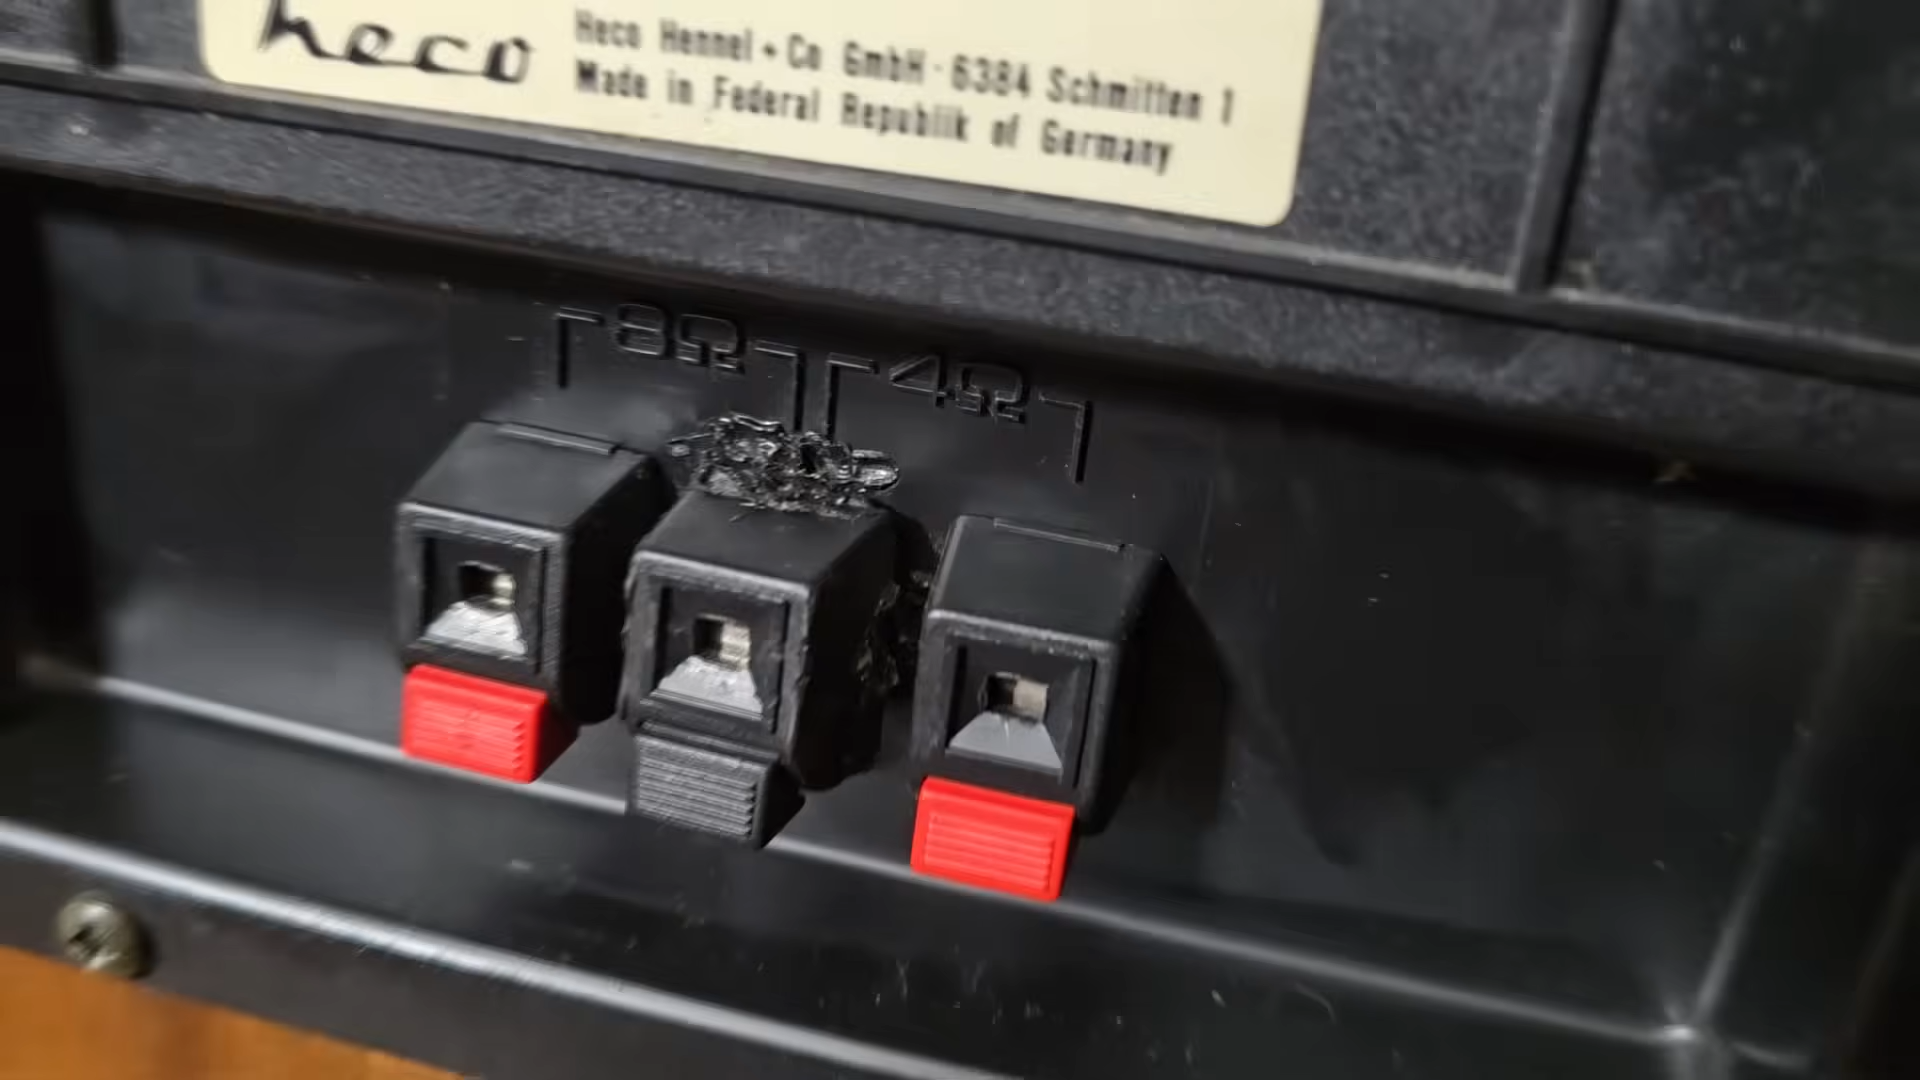 heco
Heco Hennel + Co GmbH · 6384 Schmitten 1
Made in Federal Republik of Germany
8Ω 4Ω